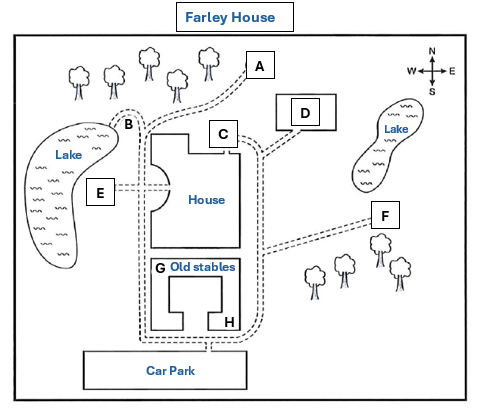 Farley House
A
N
W E
S
B
C
D
Lake
Lake
E
House
F
G Old stables
H
Car Park